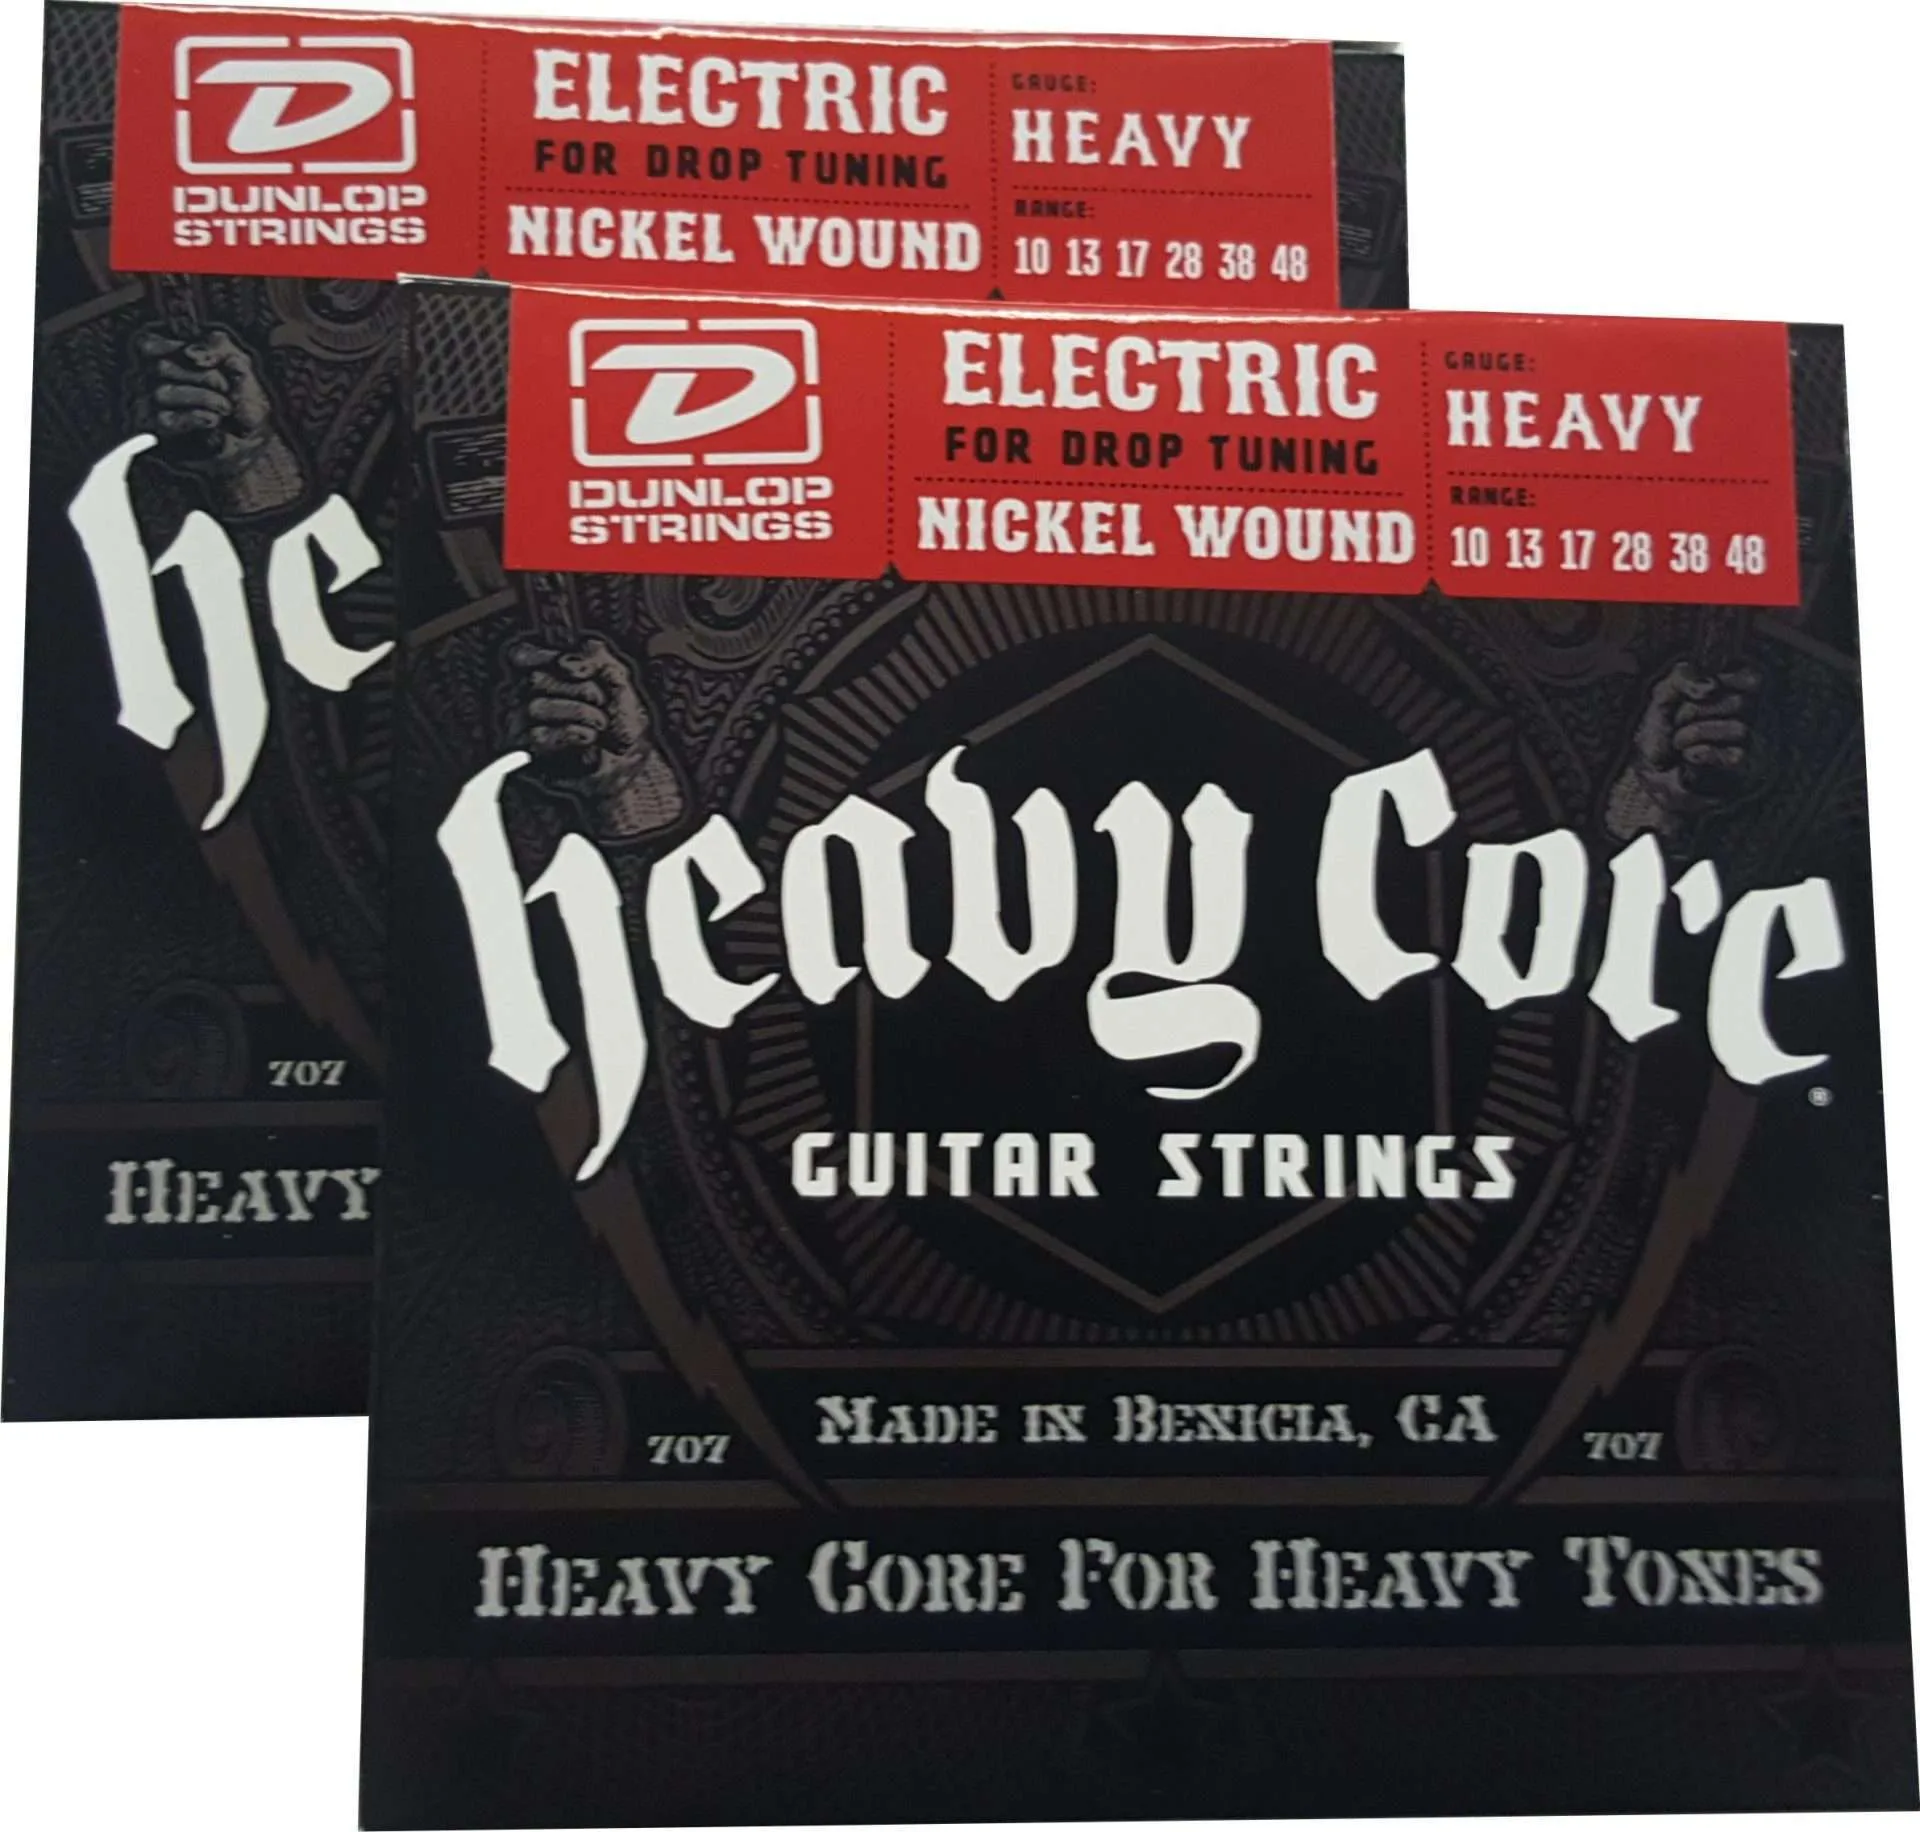 D
DUNLOP
STRINGS
ELECTRIC
FOR DROP TUNING
NICKEL WOUND
GAUGE:
HEAVY
RANGE:
10 13 17 28 38 48
he
707
HEAVY
D
DUNLOP
STRINGS
ELECTRIC
FOR DROP TUNING
NICKEL WOUND
GAUGE:
HEAVY
RANGE:
10 13 17 28 38 48
heavy Core®
GUITAR STRINGS
MADE IN BENICIA, CA
707
707
HEAVY CORE FOR HEAVY TONES